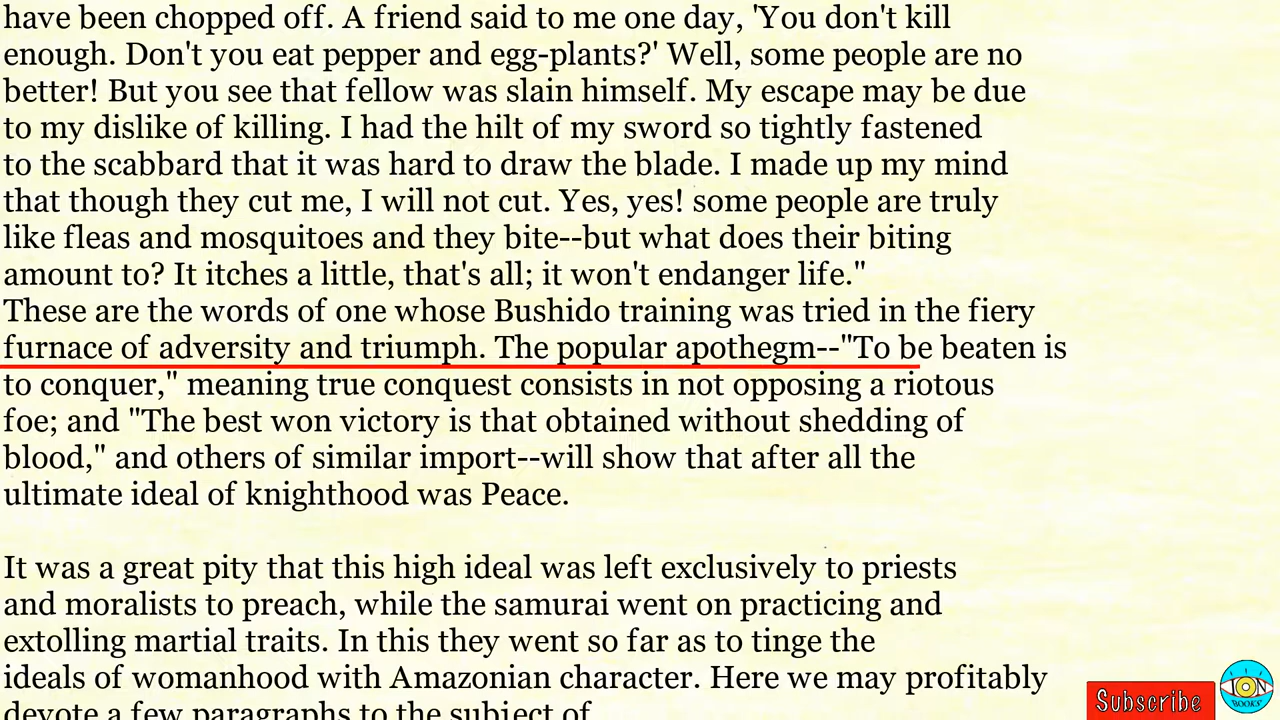 have been chopped off. A friend said to me one day, 'You don't kill
enough. Don't you eat pepper and egg-plants?' Well, some people are no
better! But you see that fellow was slain himself. My escape may be due
to my dislike of killing. I had the hilt of my sword so tightly fastened
to the scabbard that it was hard to draw the blade. I made up my mind
that though they cut me, I will not cut. Yes, yes! some people are truly
like fleas and mosquitoes and they bite--but what does their biting
amount to? It itches a little, that's all; it won't endanger life."
These are the words of one whose Bushido training was tried in the fiery
furnace of adversity and triumph. The popular apothegm--"To be beaten is
to conquer," meaning true conquest consists in not opposing a riotous
foe; and "The best won victory is that obtained without shedding of
blood," and others of similar import--will show that after all the
ultimate ideal of knighthood was Peace.
It was a great pity that this high ideal was left exclusively to priests
and moralists to preach, while the samurai went on practicing and
extolling martial traits. In this they went so far as to tinge the
ideals of womanhood with Amazonian character. Here we may profitably
devote a few paragraphs to the subject of
Subscribe
ION
BOOKS